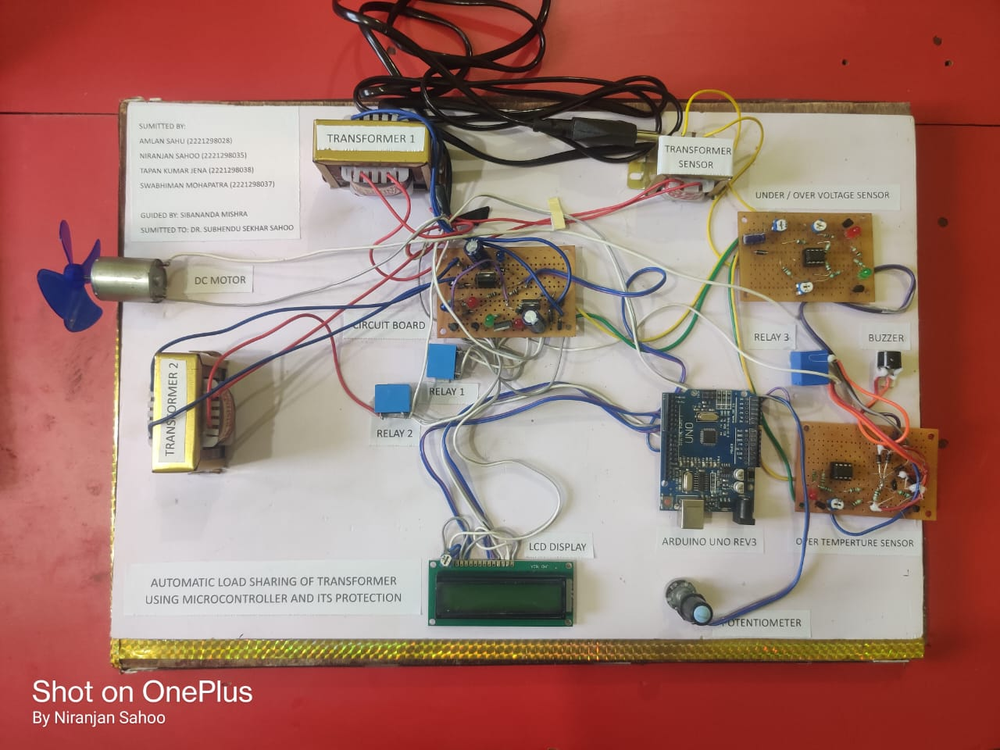 SUMITTED BY:
AMLAN SAHU (2221298028)
NIRANJAN SAHOO (2221298035)
TAPAN KUMAR JENA (2221298038)
SWABHIMAN MOHAPATRA (2221298037)
GUIDED BY: SIBANANDA MISHRA
SUMITTED TO: DR. SUBHENDU SEKHAR SAHOO
TRANSFORMER 1
TRANSFORMER
SENSOR
UNDER / OVER VOLTAGE SENSOR
DC MOTOR
CIRCUIT BOARD
RELAY 3
BUZZER
TRANSFORMER 2
RELAY 1
RELAY 2
UNO
ARDUINO UNO REV3
OVER TEMPERTURE SENSOR
LCD DISPLAY
AUTOMATIC LOAD SHARING OF TRANSFORMER
USING MICROCONTROLLER AND ITS PROTECTION
POTENTIOMETER
Shot on OnePlus
By Niranjan Sahoo